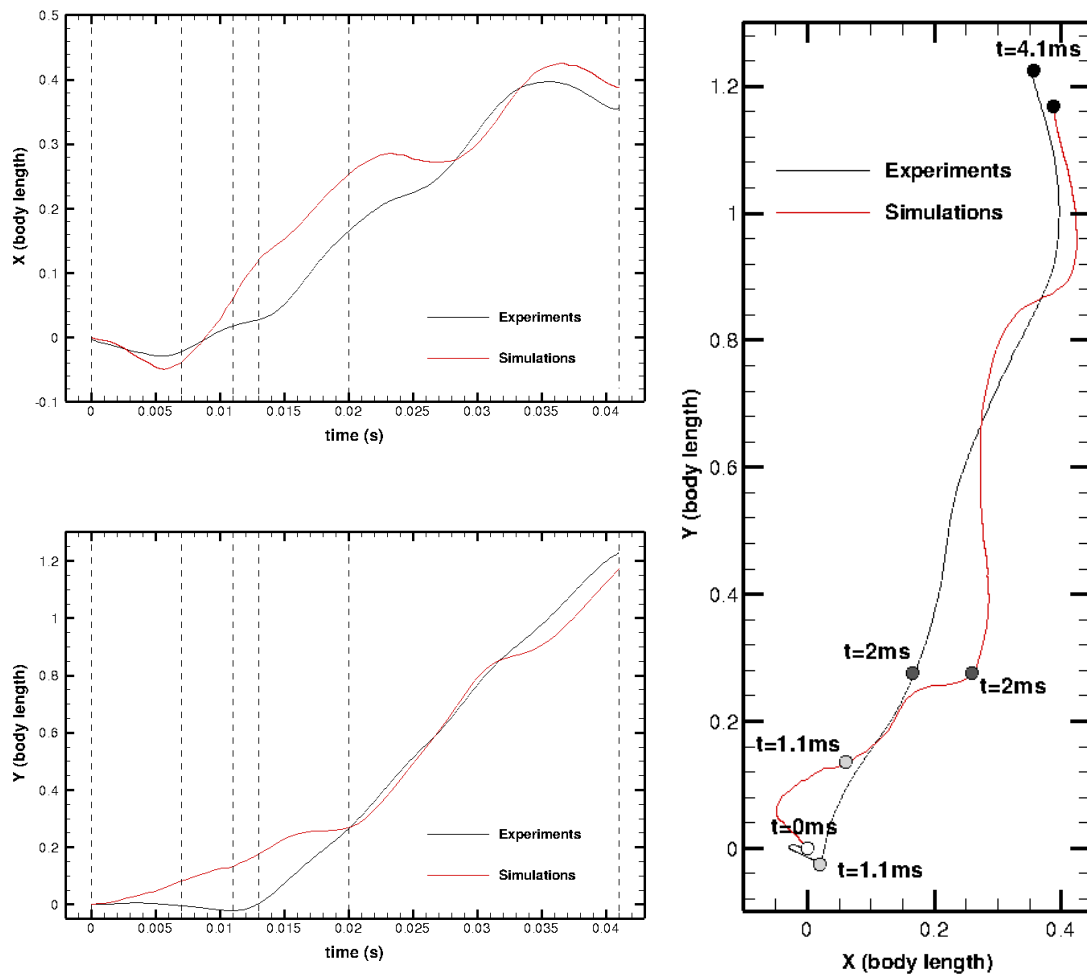 0.5
0.4
0.3
0.2
0.1
0
-0.1
X (body length)
Experiments
Simulations
0 0.005 0.01 0.015 0.02 0.025 0.03 0.035 0.04
time (s)
1.2
1
0.8
0.6
0.4
0.2
0
Y (body length)
Experiments
Simulations
0 0.005 0.01 0.015 0.02 0.025 0.03 0.035 0.04
time (s)
t=4.1ms
1.2
Experiments
1
Simulations
0.8
0.6
Y (body length)
0.4
t=2ms
t=2ms
0.2
t=1.1ms
t=0ms
0
t=1.1ms
0 0.2 0.4
X (body length)